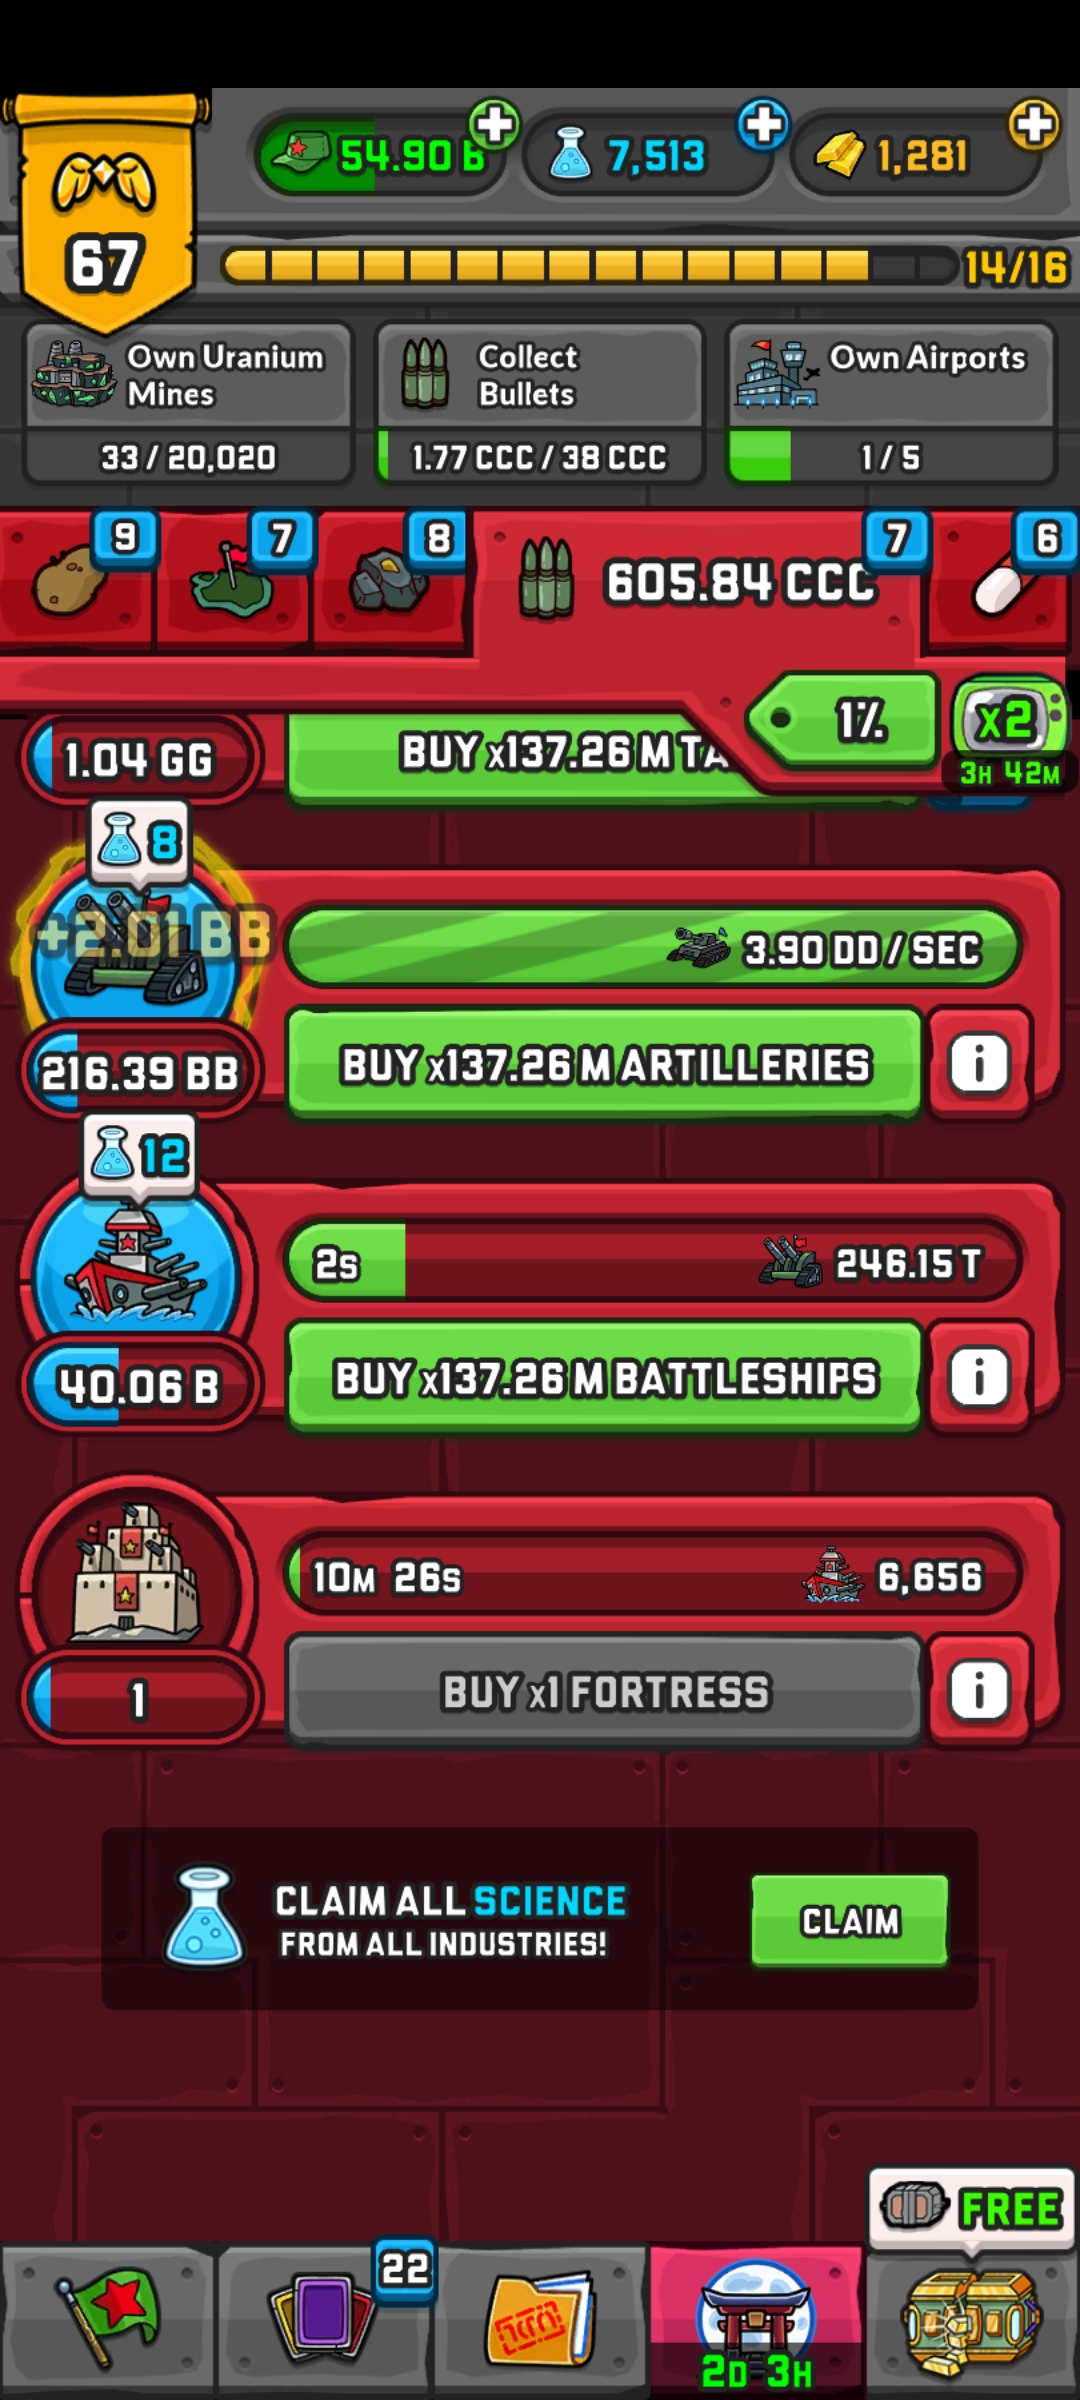 54.90 B
7,513
1,281
67
14/16
Own Uranium
Mines
33 / 20,020
Collect
Bullets
1.77 CCC / 38 CCC
Own Airports
1 / 5
9
7
8
605.84 CCC
7
6
1%
x2
3H 42M
1.04 GG
BUY x137.26 M TA
8
+2.01 BB
3.90 DD / SEC
216.39 BB
BUY x137.26 M ARTILLERIES
i
12
2S
246.15 T
40.06 B
BUY x137.26 M BATTLESHIPS
i
10M 26S
6,656
1
BUY x1 FORTRESS
i
CLAIM ALL SCIENCE
FROM ALL INDUSTRIES!
CLAIM
FREE
22
2D 3H